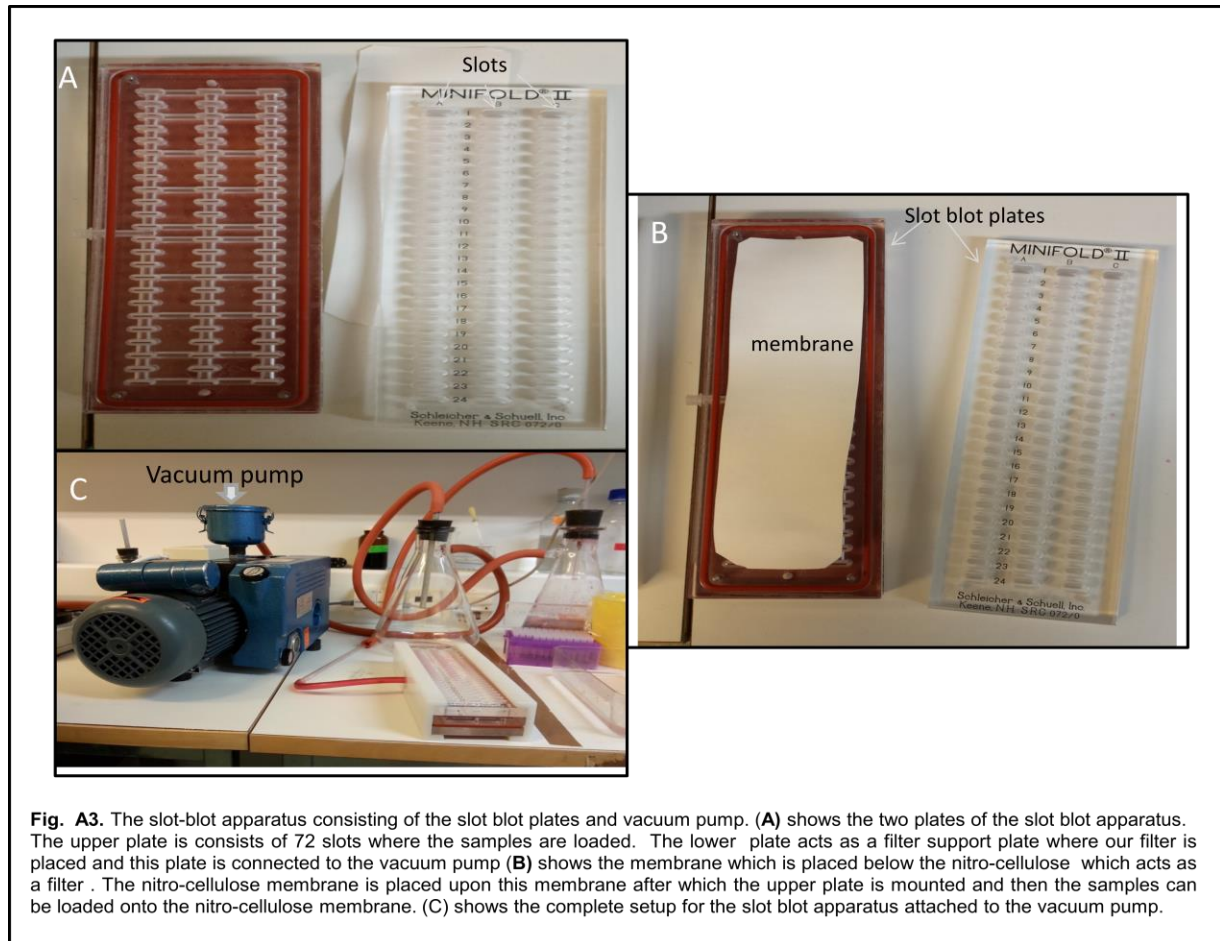 A
Slots
MINIFOLD® II
A B C
1
2
3
4
5
6
7
8
9
10
11
12
13
14
15
16
17
18
19
20
21
22
23
24
Schleicher & Schuell, Inc
Keene, N.H. SRC 072/0
B
Slot blot plates
MINIFOLD® II
A B C
1
2
3
4
5
6
7
8
9
10
11
12
13
14
15
16
17
18
19
20
21
22
23
24
Schleicher & Schuell, Inc
Keene, N.H. SRC 072/0
membrane
C
Vacuum pump
Fig. A3. The slot-blot apparatus consisting of the slot blot plates and vacuum pump. (A) shows the two plates of the slot blot apparatus.
The upper plate is consists of 72 slots where the samples are loaded. The lower plate acts as a filter support plate where our filter is
placed and this plate is connected to the vacuum pump (B) shows the membrane which is placed below the nitro-cellulose which acts as
a filter . The nitro-cellulose membrane is placed upon this membrane after which the upper plate is mounted and then the samples can
be loaded onto the nitro-cellulose membrane. (C) shows the complete setup for the slot blot apparatus attached to the vacuum pump.